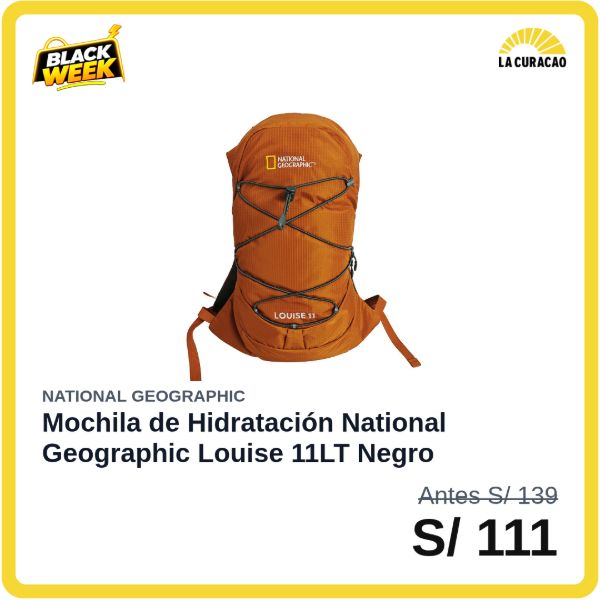 BLACK
WEEK
LA CURACAO
NATIONAL
GEOGRAPHIC
LOUISE 11
NATIONAL GEOGRAPHIC
Mochila de Hidratación National
Geographic Louise 11LT Negro
Antes S/ 139
S/ 111